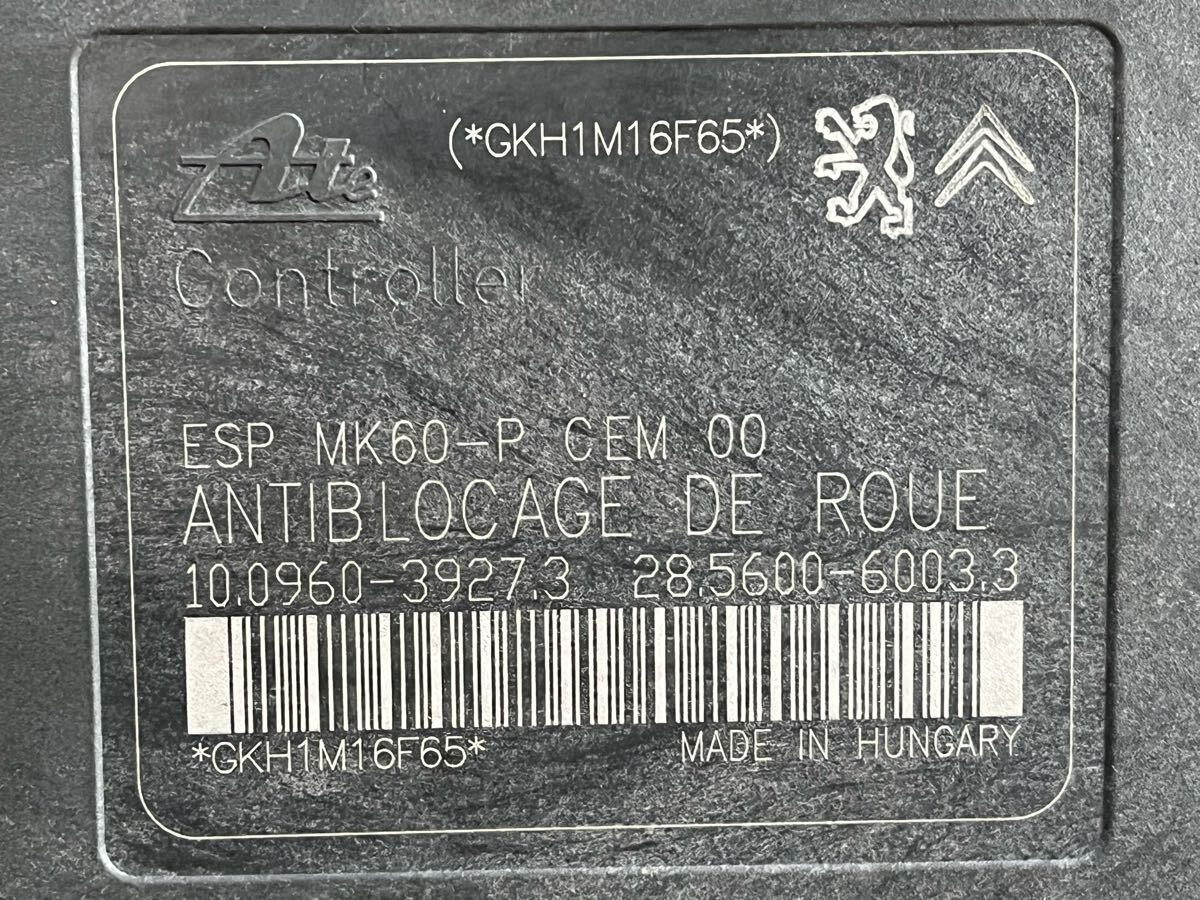 Ate (*GKH1M16F65*)
Controller
ESP MK60-P CEM 00
ANTIBLOCAGE DE ROUE
10.0960-3927.3 28.5600-6003.3
*GKH1M16F65* MADE IN HUNGARY